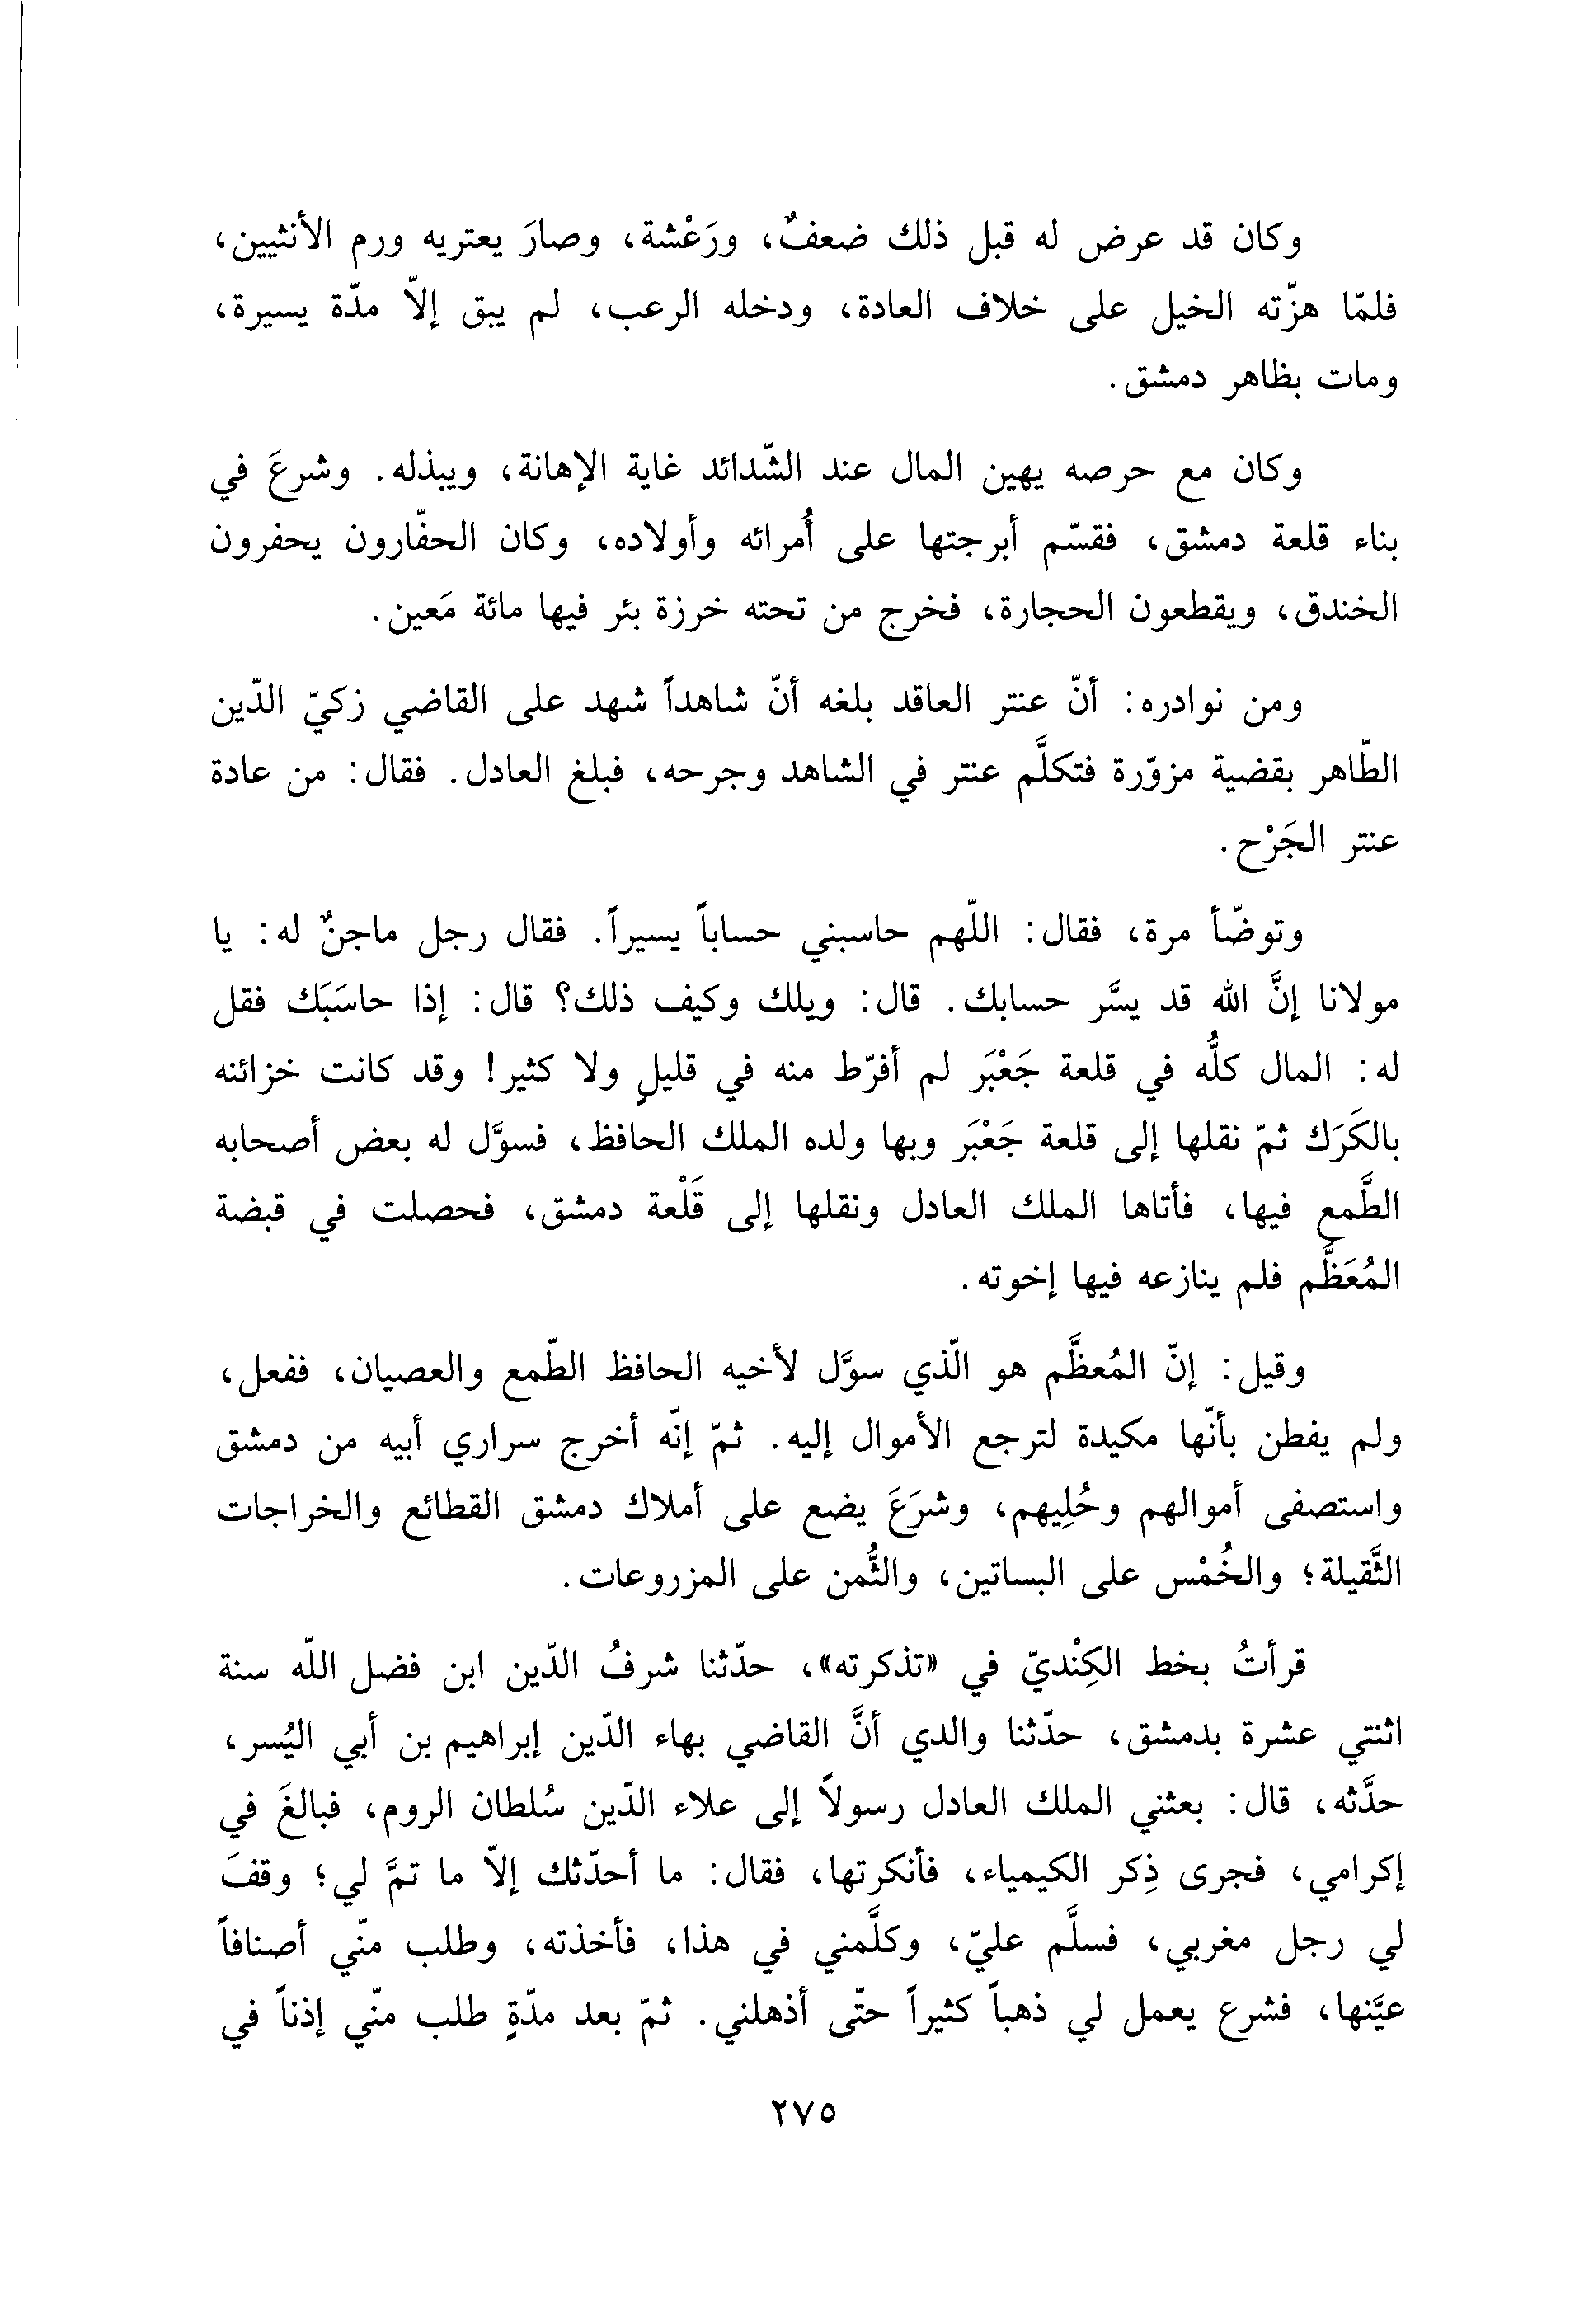 وكان قد عرض له قبل ذلك ضعفٌ، ورَعْشة، وصارَ يعتريه ورم الأنثيين،
فلمّا هزّته الخيل على خلاف العادة، ودخله الرعب، لم يبق إلاّ مدّة يسيرة،
ومات بظاهر دمشق.
وكان مع حرصه يهين المال عند الشّدائد غاية الإهانة، ويبذله. وشرعَ في
بناء قلعة دمشق، فقسّم أبرجتها على أُمرائه وأولاده، وكان الحفّارون يحفرون
الخندق، ويقطعون الحجارة، فخرج من تحته خرزة بئر فيها مائة مَعين.
ومن نوادره: أنّ عنتر العاقد بلغه أنّ شاهداً شهد على القاضي زكيّ الدّين
الطّاهر بقضية مزوّرة فتكلَّم عنتر في الشاهد وجرحه، فبلغ العادل. فقال: من عادة
عنتر الجَرْح.
وتوضّأ مرة، فقال: اللّهم حاسبني حساباً يسيراً. فقال رجل ماجنٌ له: يا
مولانا إنَّ الله قد يسَّر حسابك. قال: ويلك وكيف ذلك؟ قال: إذا حاسَبَك فقل
له: المال كلُّه في قلعة جَعْبَر لم أفرّط منه في قليلٍ ولا كثير! وقد كانت خزائنه
بالكَرَك ثمّ نقلها إلى قلعة جَعْبَر وبها ولده الملك الحافظ، فسوَّل له بعض أصحابه
الطَّمع فيها، فأتاها الملك العادل ونقلها إلى قَلْعة دمشق، فحصلت في قبضة
المُعَظَّم فلم ينازعه فيها إخوته.
وقيل: إنّ المُعظَّم هو الّذي سوَّل لأخيه الحافظ الطّمع والعصيان، ففعل،
ولم يفطن بأنّها مكيدة لترجع الأموال إليه. ثمّ إنّه أخرج سراري أبيه من دمشق
واستصفى أموالهم وحُلِيهم، وشرَعَ يضع على أملاك دمشق القطائع والخراجات
الثَّقيلة؛ والخُمْس على البساتين، والثُّمن على المزروعات.
قرأتُ بخط الكِنْديّ في «تذكرته»، حدّثنا شرفُ الدّين ابن فضل اللّه سنة
اثنتي عشرة بدمشق، حدّثنا والدي أنَّ القاضي بهاء الدّين إبراهيم بن أبي اليُسر،
حدَّثه، قال: بعثني الملك العادل رسولاً إلى علاء الدّين سُلطان الروم، فبالغَ في
إكرامي، فجرى ذِكر الكيمياء، فأنكرتها، فقال: ما أحدّثك إلاّ ما تمَّ لي؛ وقفَ
لي رجل مغربي، فسلَّم عليّ، وكلَّمني في هذا، فأخذته، وطلب منّي أصنافاً
عيَّنها، فشرع يعمل لي ذهباً كثيراً حتّى أذهلني. ثمّ بعد مدّةٍ طلب منّي إذناً في
٢٧٥